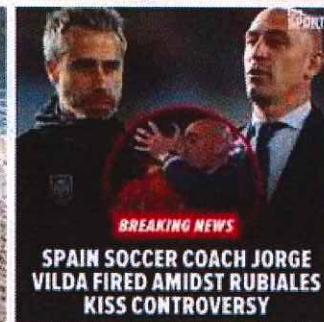 BREAKING NEWS
SPAIN SOCCER COACH JORGE
VILDA FIRED AMIDST RUBIALES
KISS CONTROVERSY